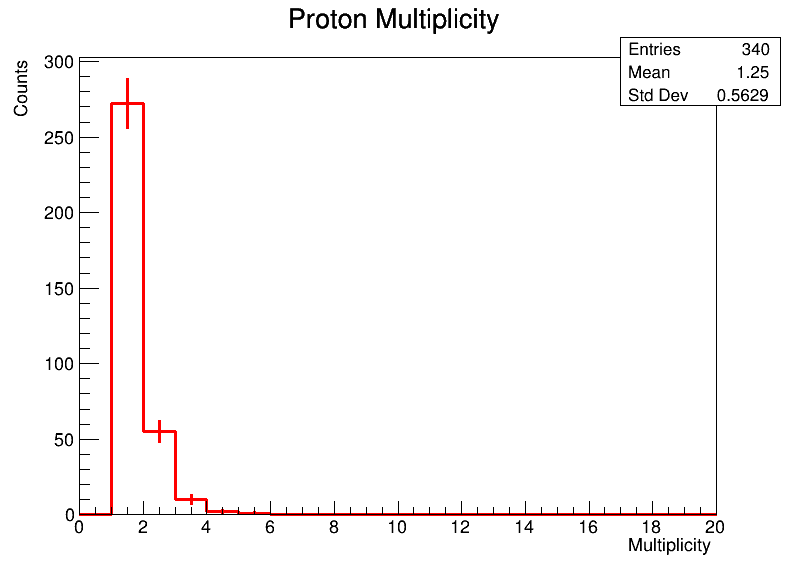 Proton Multiplicity
Entries 340
Mean 1.25
Std Dev 0.5629
Counts
300
250
200
150
100
50
0
0 2 4 6 8 10 12 14 16 18 20
Multiplicity